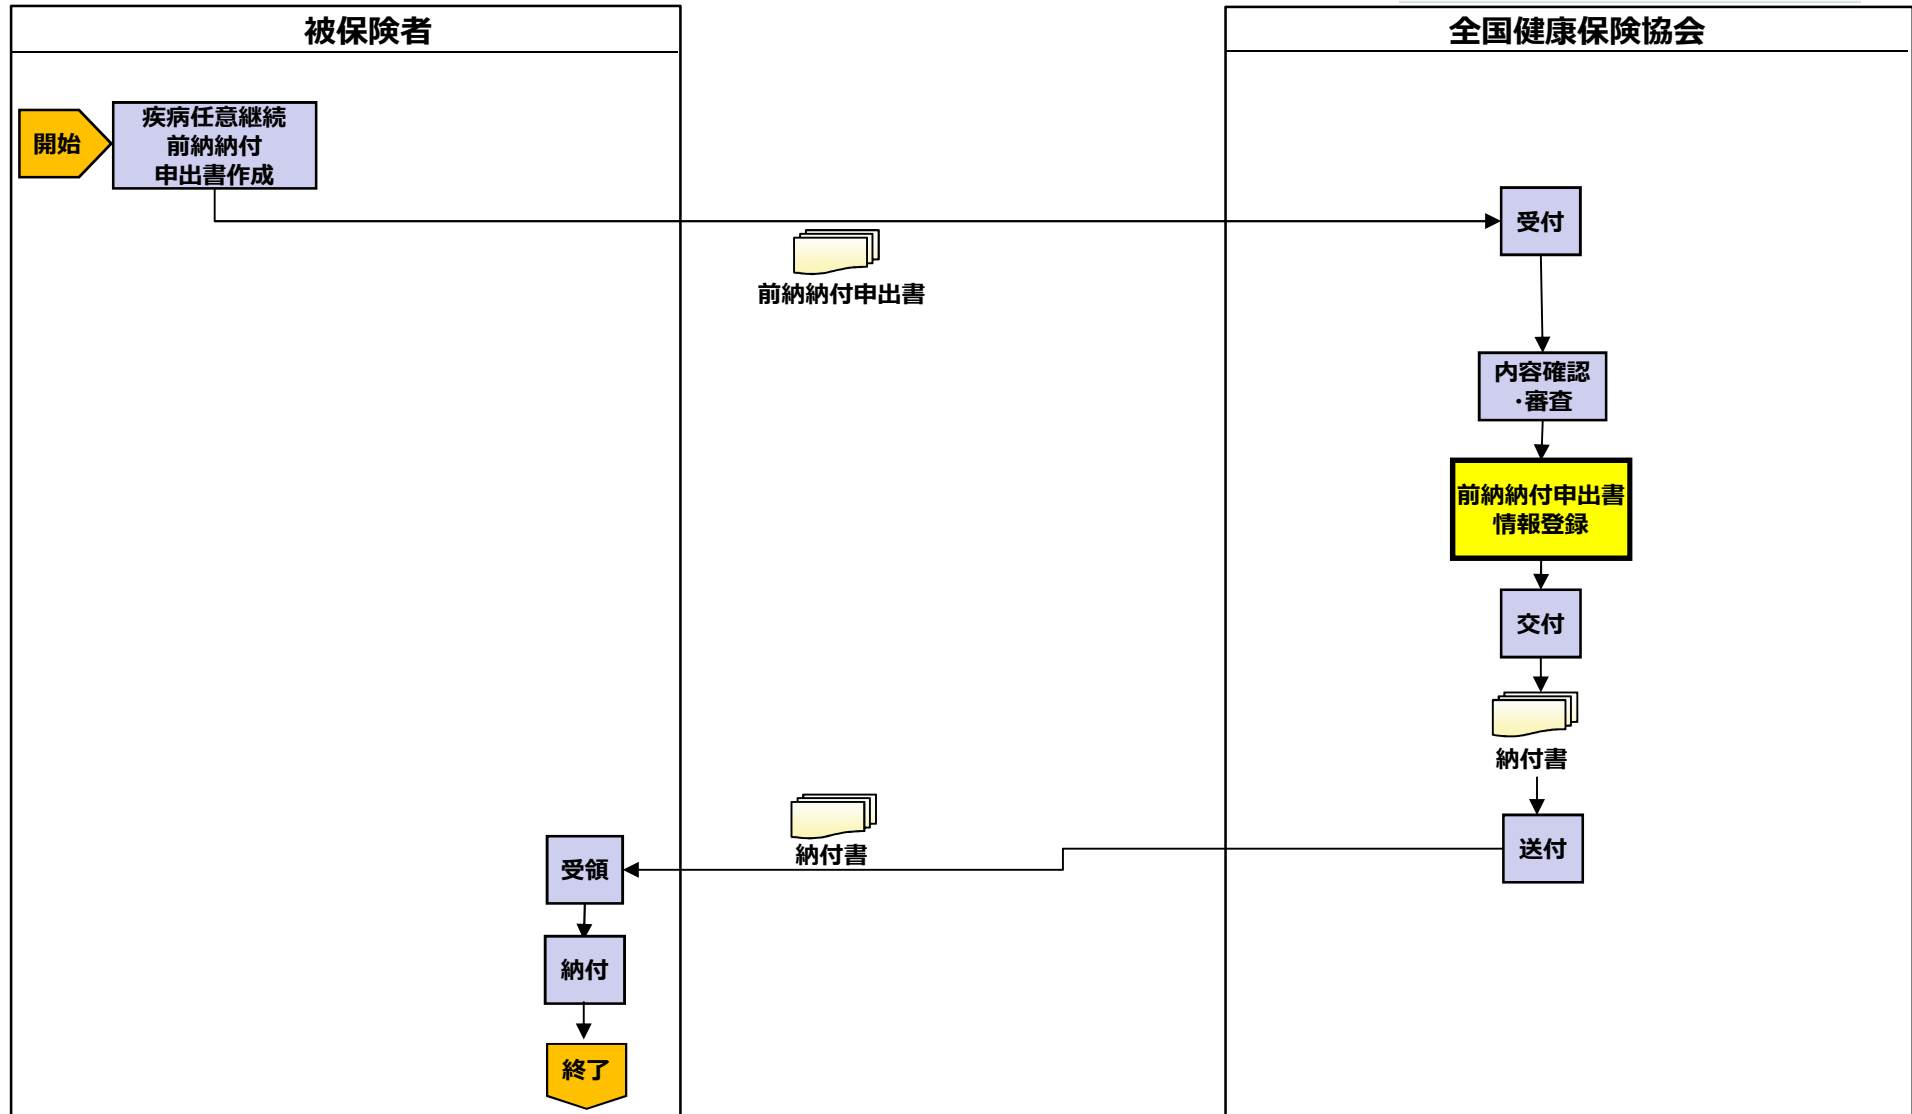 被保険者
全国健康保険協会
開始
疾病任意継続
前納納付
申出書作成
受付
前納納付申出書
内容確認
・審査
前納納付申出書
情報登録
交付
納付書
納付書
送付
受領
納付
終了